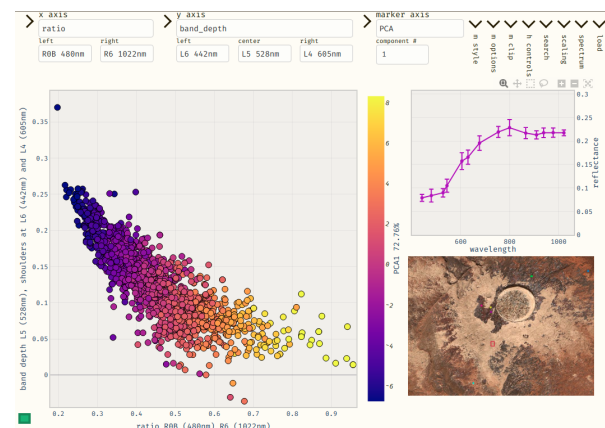 x axis
ratio
left right
R0B 480nm R6 1022nm
y axis
band_depth
left center right
L6 442nm L5 528nm L4 605nm
marker axis
PCA
component #
1
m style
m options
m clip
h controls
search
scaling
spectrum
load
band depth L5 (528nm), shoulders at L6 (442nm) and L4 (605nm)
0.35
0.3
0.25
0.2
0.15
0.1
0.05
0
0.2 0.3 0.4 0.5 0.6 0.7 0.8 0.9
ratio R0B (480nm) R6 (1022nm)
8
6
4
2
0
-2
-4
-6
PCA1 72.76%
0.3
0.25
0.2
0.15
0.1
0.05
0
reflectance
600 800 1000
wavelength